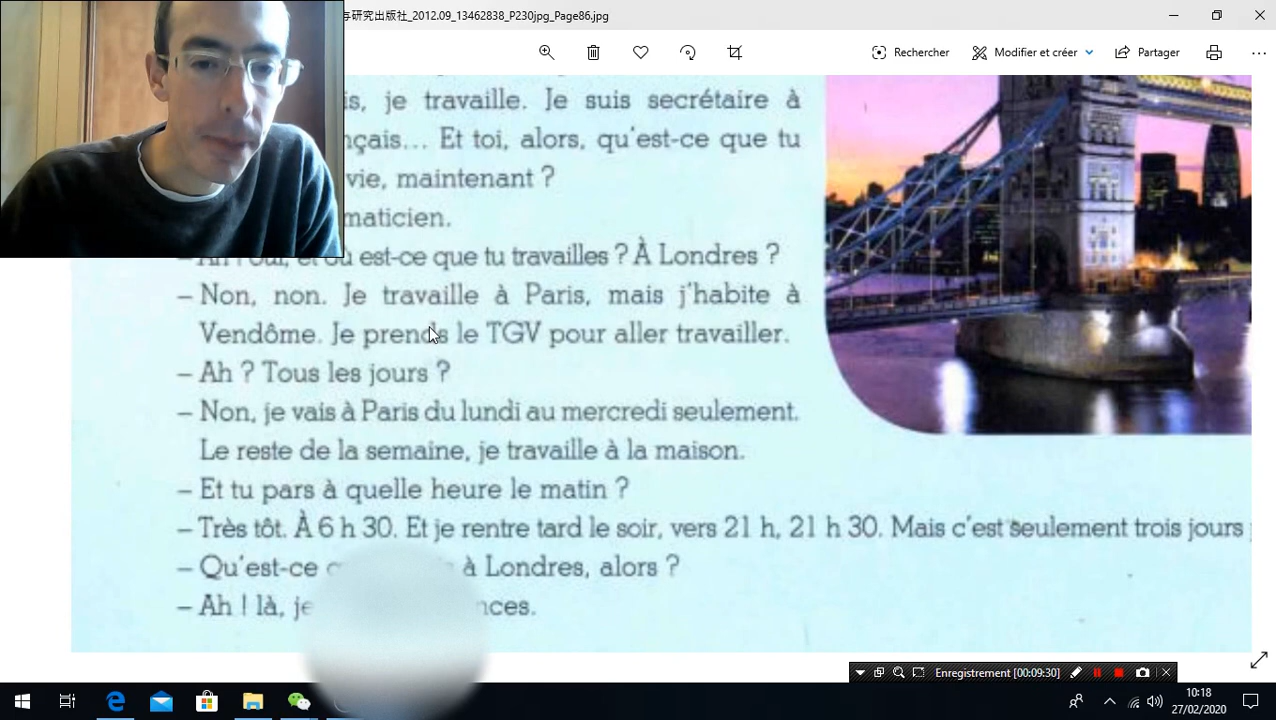 与研究出版社_2012.09_13462838_P230jpg_Page86.jpg
Rechercher Modifier et créer Partager
is, je travaille. Je suis secrétaire à
nçais... Et toi, alors, qu'est-ce que tu
vie, maintenant ?
maticien.
– Ah ! oui, et où est-ce que tu travailles ? À Londres ?
– Non, non. Je travaille à Paris, mais j'habite à
Vendôme. Je prends le TGV pour aller travailler.
– Ah ? Tous les jours ?
– Non, je vais à Paris du lundi au mercredi seulement.
Le reste de la semaine, je travaille à la maison.
– Et tu pars à quelle heure le matin ?
– Très tôt. À 6 h 30. Et je rentre tard le soir, vers 21 h, 21 h 30. Mais c'est seulement trois jours
– Qu'est-ce à Londres, alors ?
– Ah ! là, je nces.
Enregistrement [00:09:30]
10:18
27/02/2020